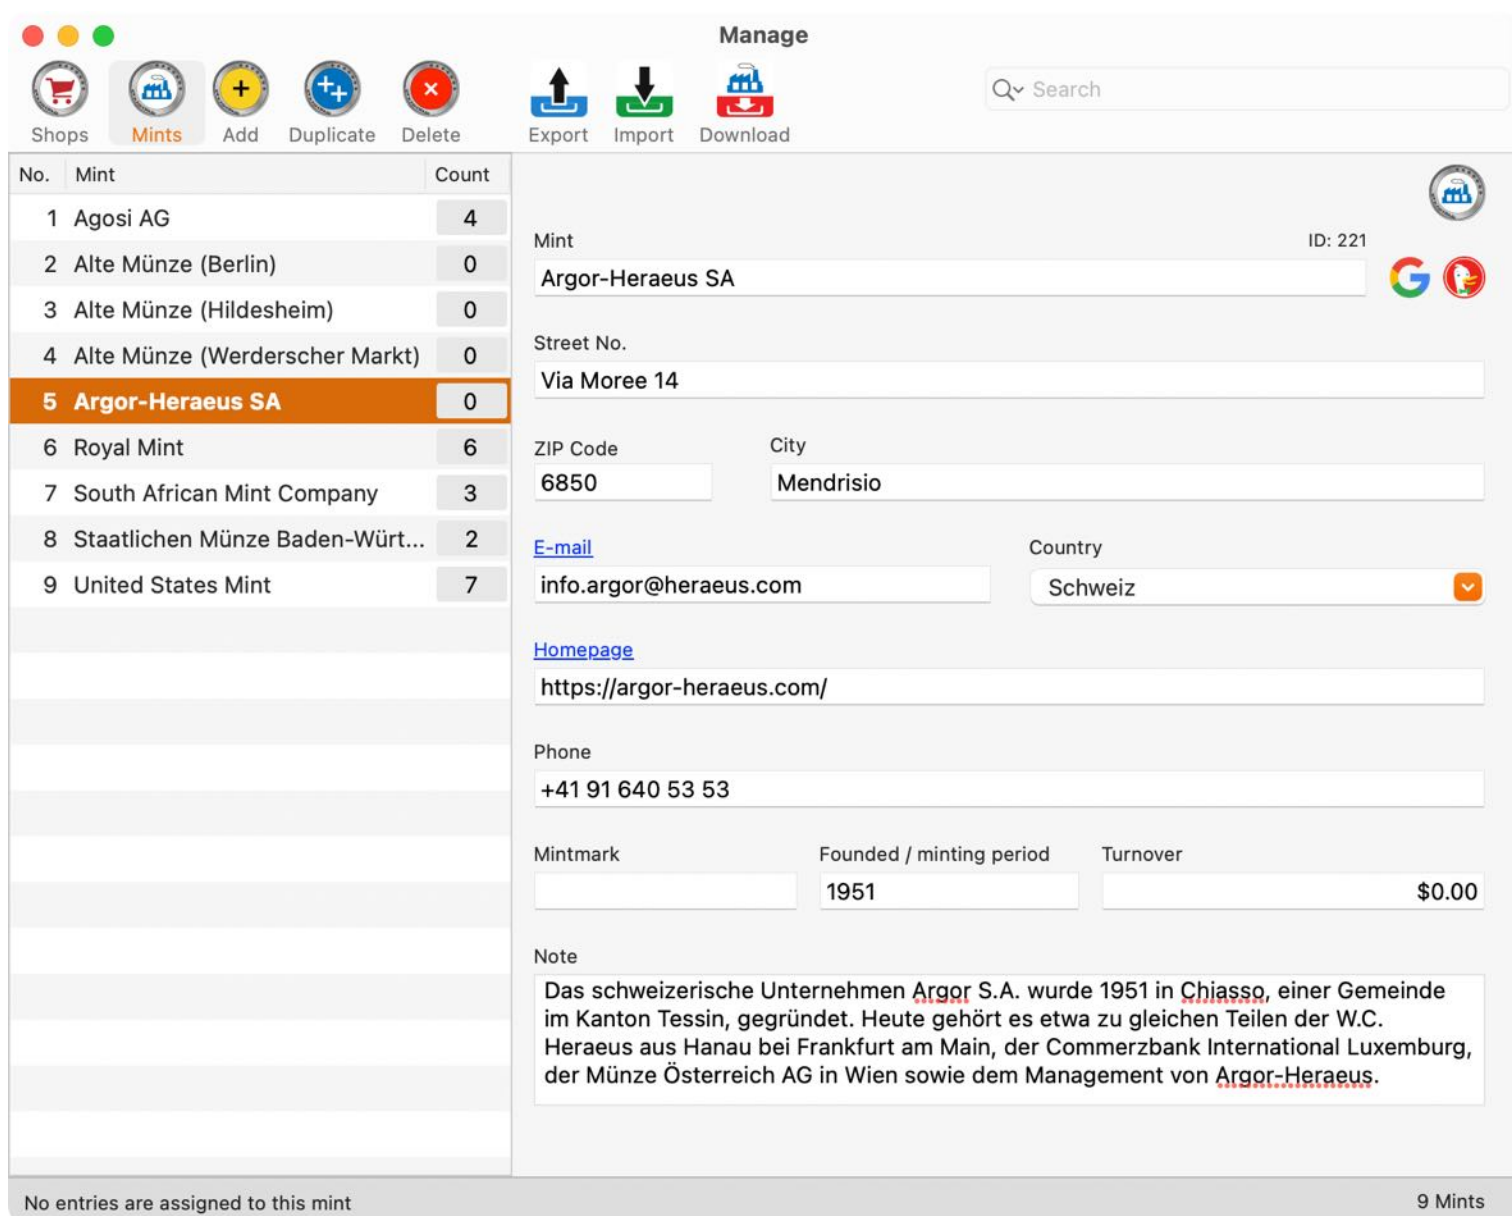 Manage
Shops Mints Add Duplicate Delete Export Import Download
Search
No. Mint Count
1 Agosi AG 4
2 Alte Münze (Berlin) 0
3 Alte Münze (Hildesheim) 0
4 Alte Münze (Werderscher Markt) 0
5 Argor-Heraeus SA 0
6 Royal Mint 6
7 South African Mint Company 3
8 Staatlichen Münze Baden-Würt... 2
9 United States Mint 7
Mint ID: 221
Argor-Heraeus SA
Street No.
Via Moree 14
ZIP Code City
6850 Mendrisio
E-mail Country
info.argor@heraeus.com Schweiz
Homepage
https://argor-heraeus.com/
Phone
+41 91 640 53 53
Mintmark Founded / minting period Turnover
1951 $0.00
Note
Das schweizerische Unternehmen Argor S.A. wurde 1951 in Chiasso, einer Gemeinde
im Kanton Tessin, gegründet. Heute gehört es etwa zu gleichen Teilen der W.C.
Heraeus aus Hanau bei Frankfurt am Main, der Commerzbank International Luxemburg,
der Münze Österreich AG in Wien sowie dem Management von Argor-Heraeus.
No entries are assigned to this mint 9 Mints